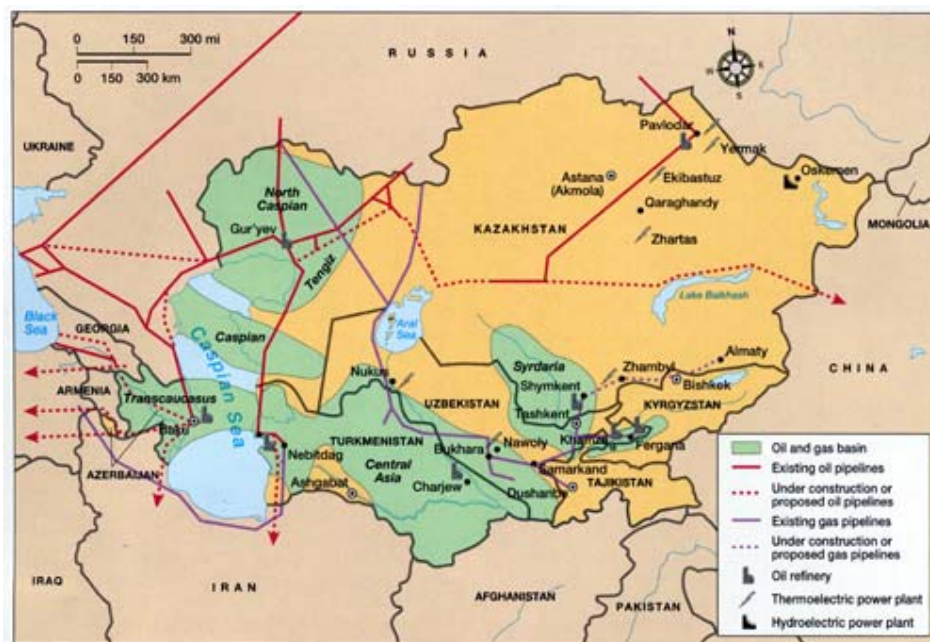 0 150 300 mi
0 150 300 km
RUSSIA
N
W
E
S
UKRAINE
Pavlodar
Yermak
Oskemen
Astana
(Akmola)
Ekibastuz
North
Caspian
Qaraghandy
MONGOLIA
Gur'yev
KAZAKHSTAN
Zhartas
Tengiz
Lake Balkhash
Black
Sea
GEORGIA
Caspian
Aral
Sea
Caspian Sea
Syrdaria
Almaty
Zhambyl
CHINA
ARMENIA
Nukus
Shymkent
Bishkek
Transcaucasus
UZBEKISTAN
Tashkent
KYRGYZSTAN
Baku
TURKMENISTAN
Nawoly
Khamza
Fergana
Nebitdag
Bukhara
AZERBAIJAN
Central
Asia
Samarkand
Ashgabat
Charjew
Dushanbe
TAJIKISTAN
IRAQ
IRAN
AFGHANISTAN
PAKISTAN
Oil and gas basin
Existing oil pipelines
Under construction or
proposed oil pipelines
Existing gas pipelines
Under construction or
proposed gas pipelines
Oil refinery
Thermoelectric power plant
Hydroelectric power plant